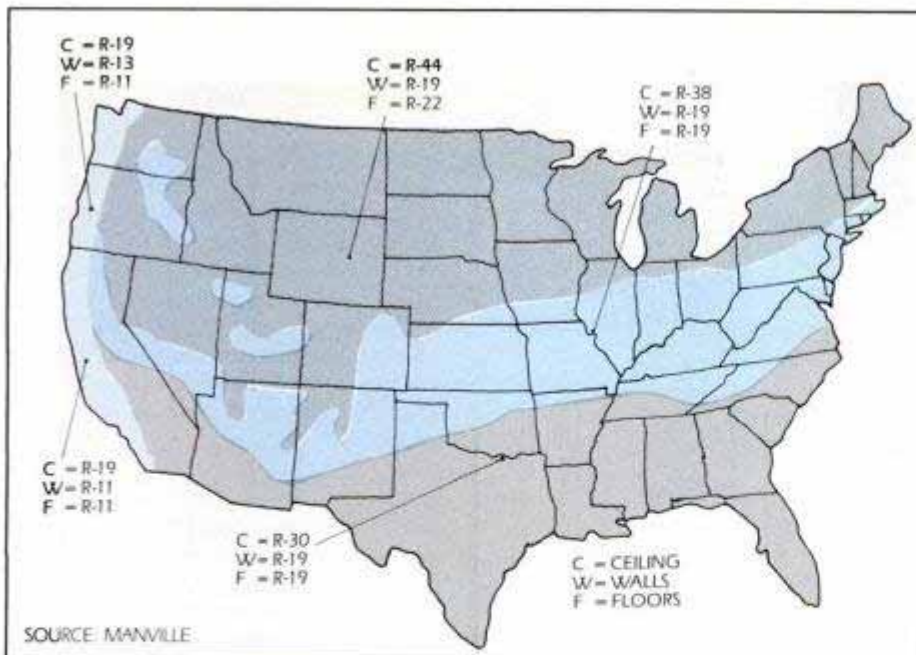 C = R-19
W = R-13
F = R-11
C = R-44
W = R-19
F = R-22
C = R-38
W = R-19
F = R-19
C = R-19
W = R-11
F = R-11
C = R-30
W = R-19
F = R-19
C = CEILING
W = WALLS
F = FLOORS
SOURCE MANVILLE